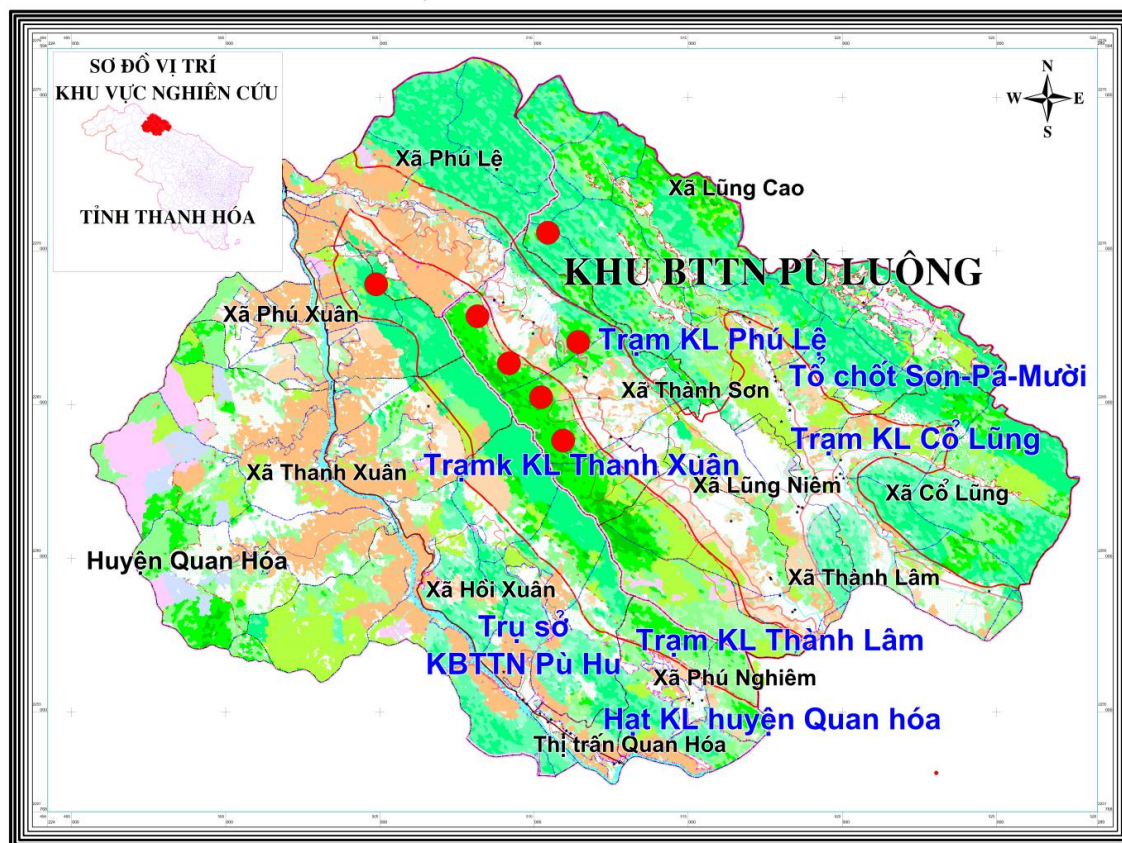 SƠ ĐỒ VỊ TRÍ
KHU VỰC NGHIÊN CỨU
TỈNH THANH HÓA
N
W E
S
Xã Phú Lệ
Xã Lũng Cao
KHU BTTN PÙ LUÔNG
Xã Phú Xuân
Trạm KL Phú Lệ
Tổ chốt Son-Pá-Mười
Xã Thành Sơn
Trạm KL Cổ Lũng
Xã Thanh Xuân
Trạmk KL Thanh Xuân
Xã Lũng Niêm
Xã Cổ Lũng
Huyện Quan Hóa
Xã Hồi Xuân
Xã Thành Lâm
Trụ sở
KBTTN Pù Hu
Trạm KL Thành Lâm
Xã Phú Nghiêm
Hạt KL huyện Quan hóa
Thị trấn Quan Hóa